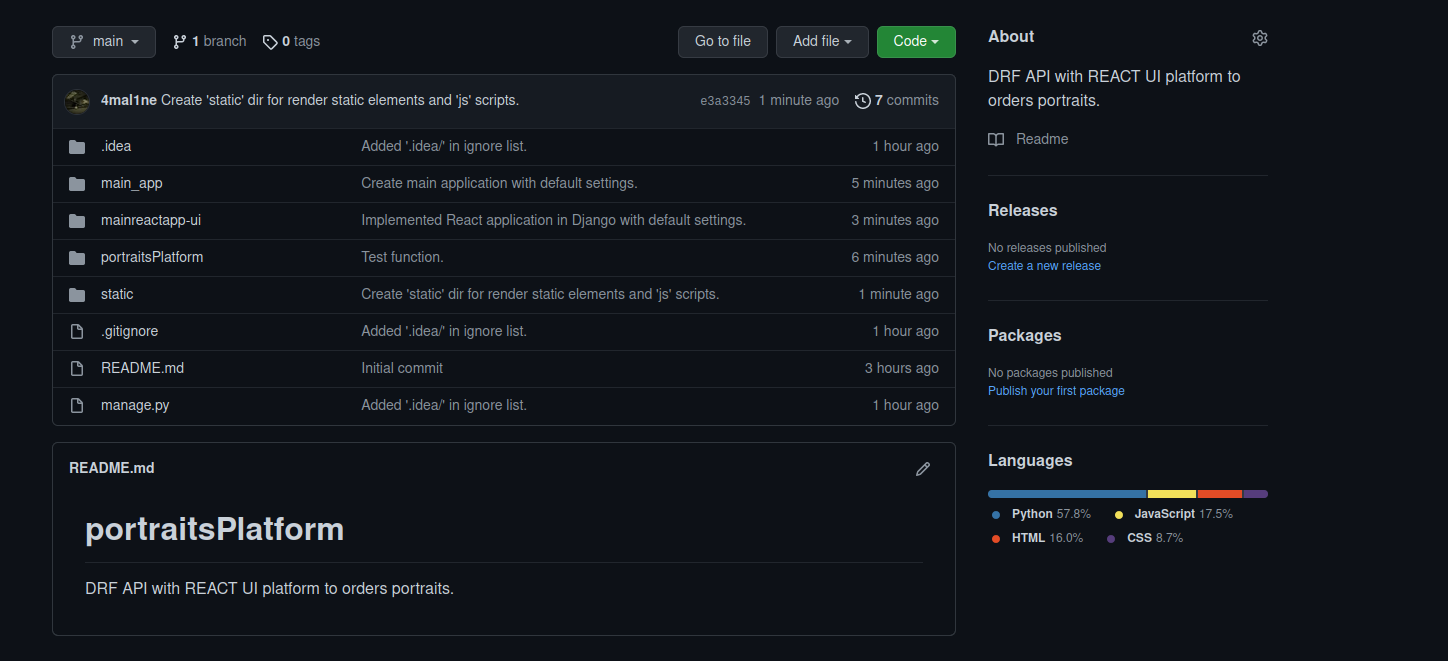 main 1 branch 0 tags Go to file Add file Code
4mal1ne Create 'static' dir for render static elements and 'js' scripts. e3a3345 1 minute ago 7 commits
.idea Added '.idea/' in ignore list. 1 hour ago
main_app Create main application with default settings. 5 minutes ago
mainreactapp-ui Implemented React application in Django with default settings. 3 minutes ago
portraitsPlatform Test function. 6 minutes ago
static Create 'static' dir for render static elements and 'js' scripts. 1 minute ago
.gitignore Added '.idea/' in ignore list. 1 hour ago
README.md Initial commit 3 hours ago
manage.py Added '.idea/' in ignore list. 1 hour ago
README.md
portraitsPlatform
DRF API with REACT UI platform to orders portraits.
About
DRF API with REACT UI platform to
orders portraits.
Readme
Releases
No releases published
Create a new release
Packages
No packages published
Publish your first package
Languages
Python 57.8% JavaScript 17.5%
HTML 16.0% CSS 8.7%